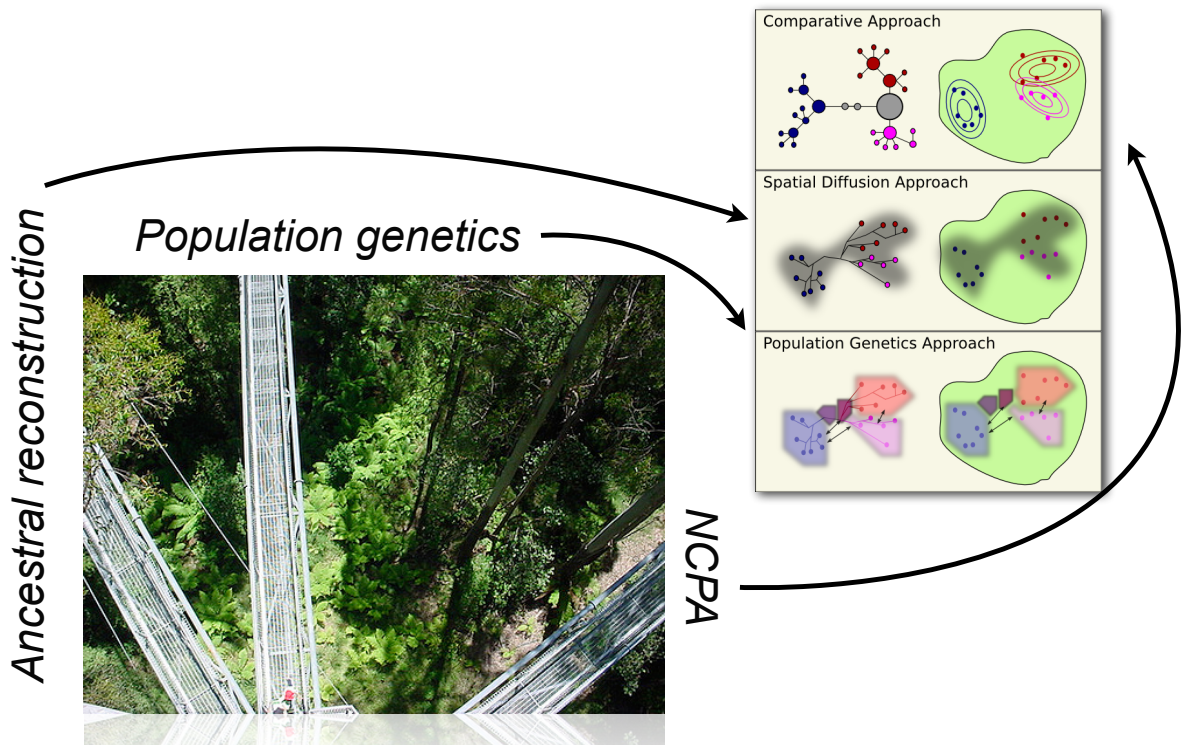 Comparative Approach
Spatial Diffusion Approach
Population Genetics Approach
Population genetics
Ancestral reconstruction
NCPA